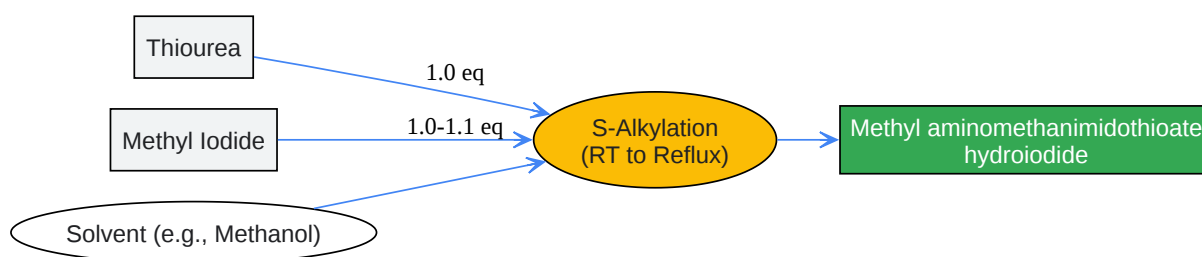 Thiourea
1.0 eq
Methyl Iodide
1.0-1.1 eq
Solvent (e.g., Methanol)
S-Alkylation
(RT to Reflux)
Methyl aminomethanimidothioate
hydroiodide